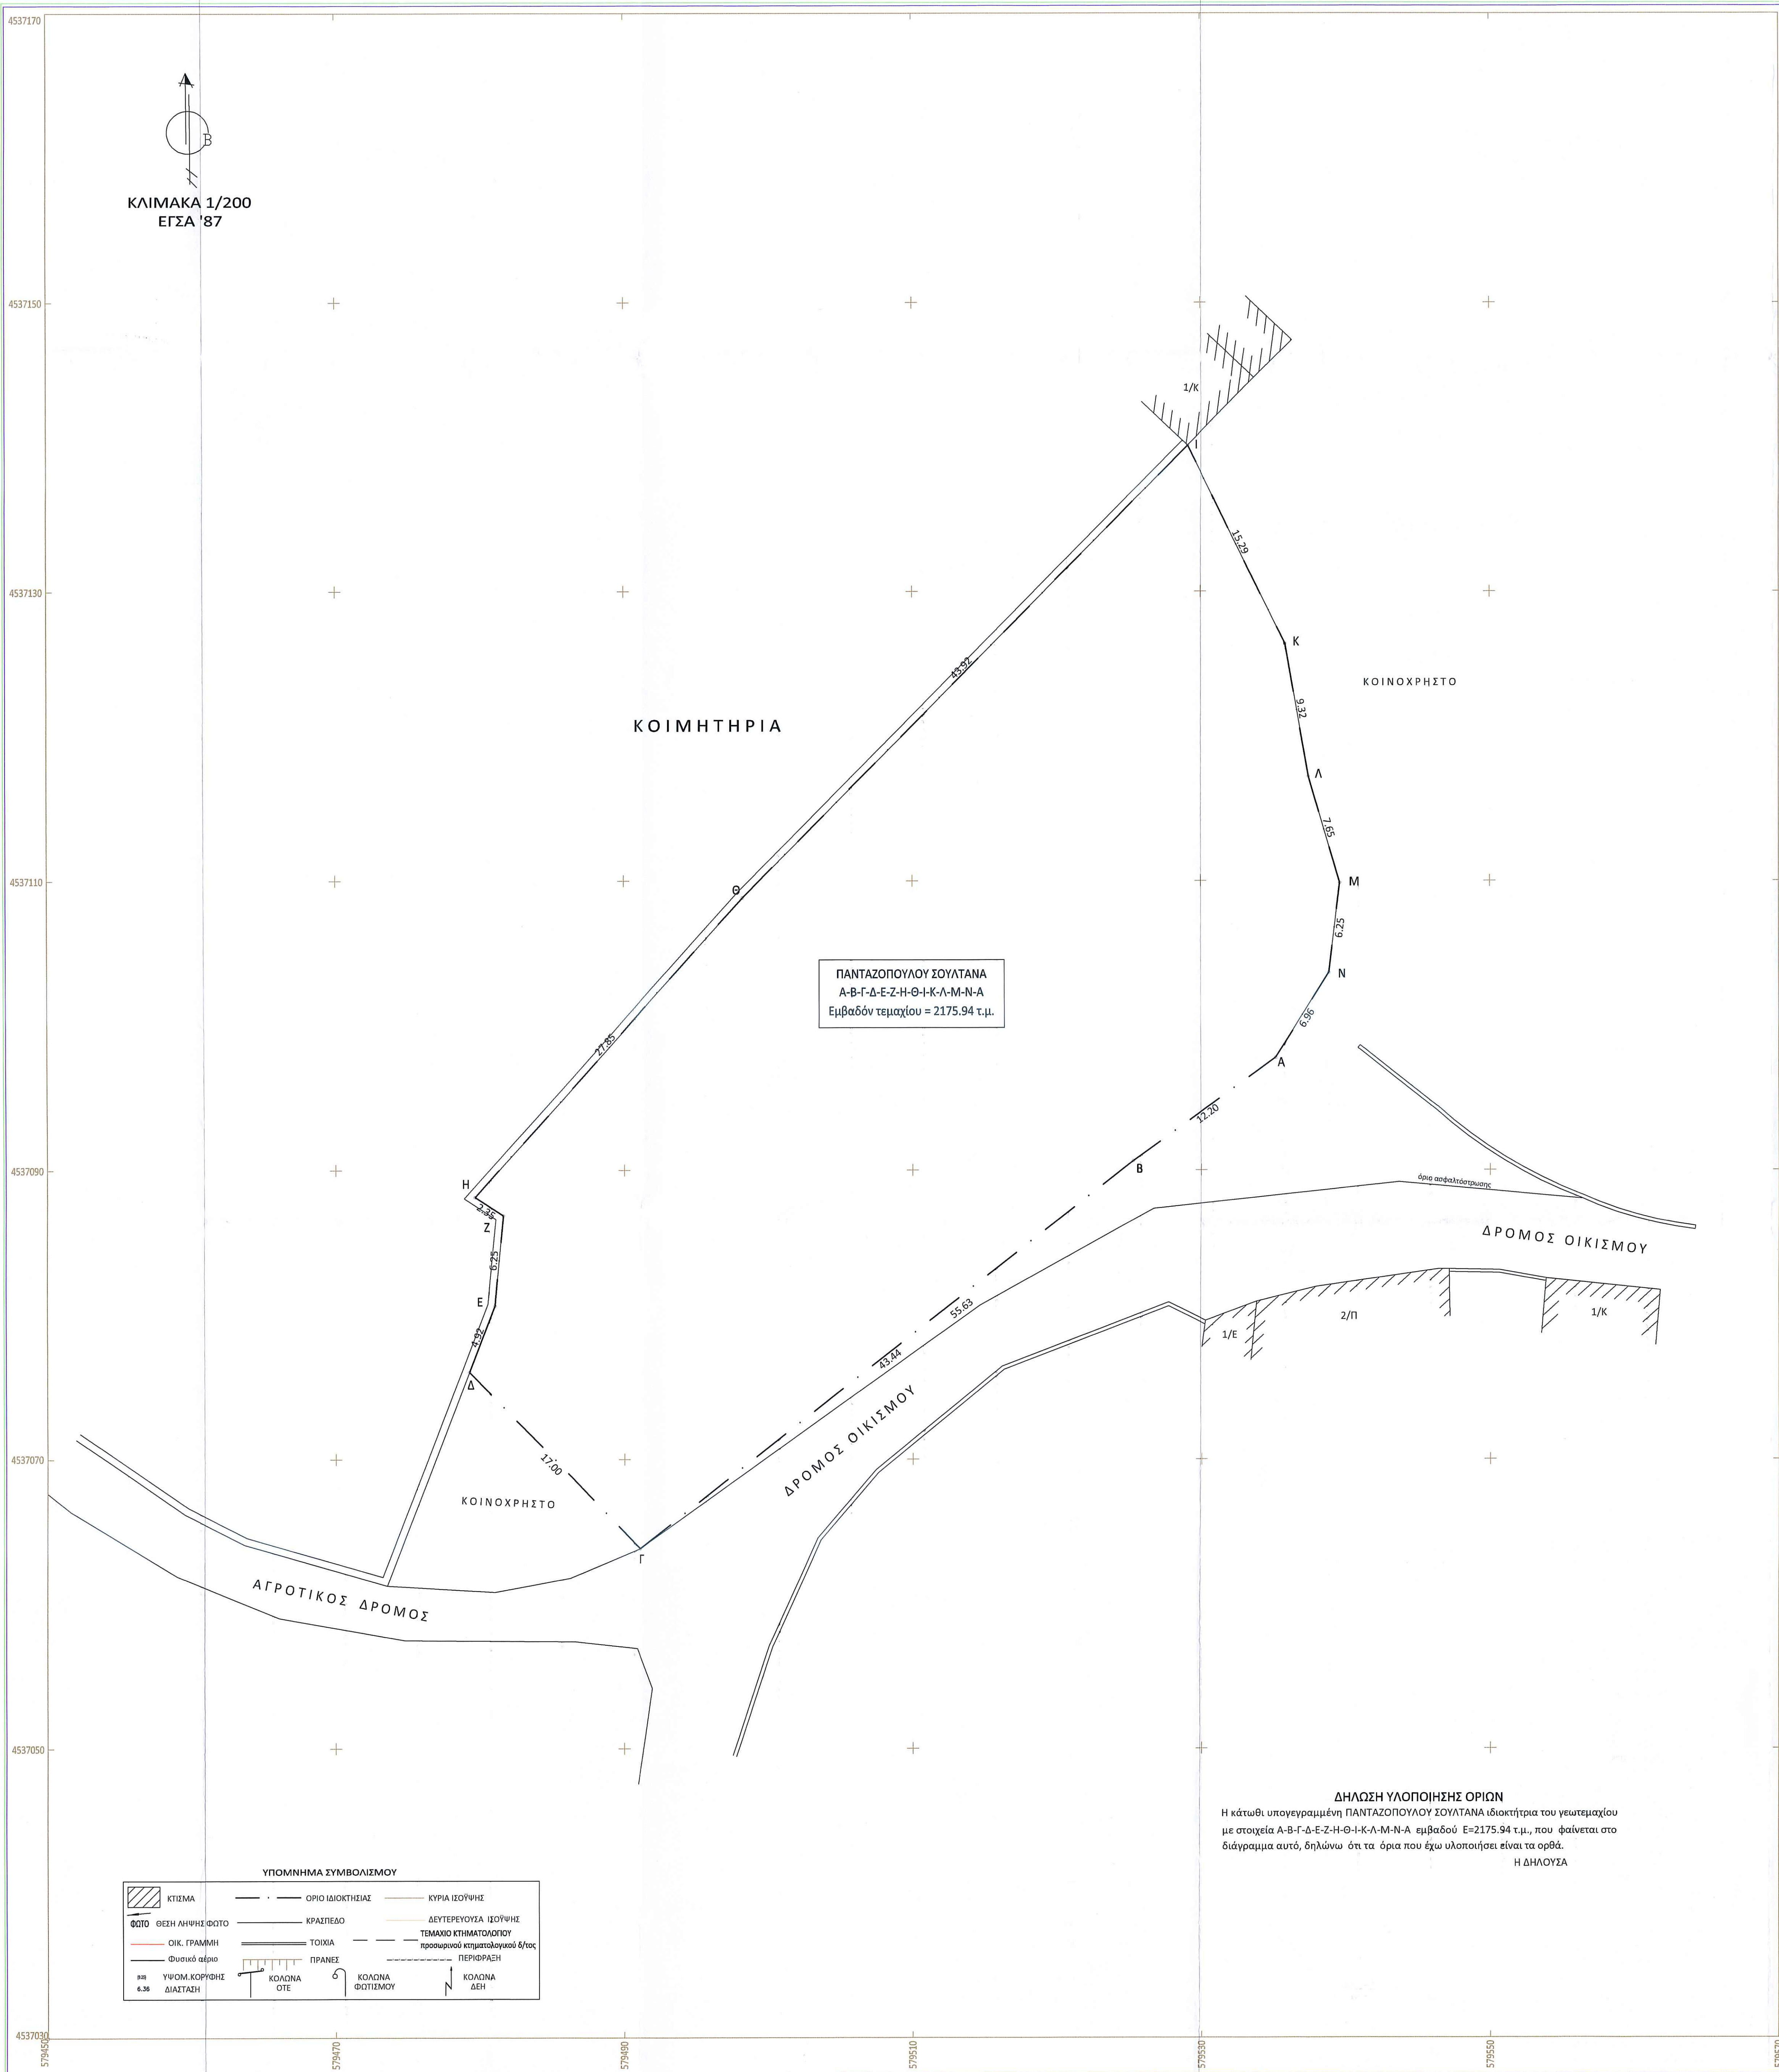 4537170
Α
Β
ΚΛΙΜΑΚΑ 1/200
ΕΓΣΑ '87
4537150
1/Κ
Ι
15.29
4537130
Κ
43.92
ΚΟΙΝΟΧΡΗΣΤΟ
9.32
ΚΟΙΜΗΤΗΡΙΑ
Λ
7.65
4537110
Μ
Θ
6.25
ΠΑΝΤΑΖΟΠΟΥΛΟΥ ΣΟΥΛΤΑΝΑ
Α-Β-Γ-Δ-Ε-Ζ-Η-Θ-Ι-Κ-Λ-Μ-Ν-Α
Εμβαδόν τεμαχίου = 2175.94 τ.μ.
Ν
6.96
27.85
Α
12.20
4537090
Β
Η
όριο ασφαλτόστρωσης
2.35
Ζ
ΔΡΟΜΟΣ ΟΙΚΙΣΜΟΥ
6.25
Ε
55.63
1/Ε
2/Π
1/Κ
4.92
43.44
Δ
ΔΡΟΜΟΣ ΟΙΚΙΣΜΟΥ
4537070
17.00
ΚΟΙΝΟΧΡΗΣΤΟ
Γ
ΑΓΡΟΤΙΚΟΣ ΔΡΟΜΟΣ
4537050
ΔΗΛΩΣΗ ΥΛΟΠΟΙΗΣΗΣ ΟΡΙΩΝ
Η κάτωθι υπογεγραμμένη ΠΑΝΤΑΖΟΠΟΥΛΟΥ ΣΟΥΛΤΑΝΑ ιδιοκτήτρια του γεωτεμαχίου
με στοιχεία Α-Β-Γ-Δ-Ε-Ζ-Η-Θ-Ι-Κ-Λ-Μ-Ν-Α εμβαδού Ε=2175.94 τ.μ., που φαίνεται στο
διάγραμμα αυτό, δηλώνω ότι τα όρια που έχω υλοποιήσει είναι τα ορθά.
Η ΔΗΛΟΥΣΑ
ΥΠΟΜΝΗΜΑ ΣΥΜΒΟΛΙΣΜΟΥ
ΚΤΙΣΜΑ
ΟΡΙΟ ΙΔΙΟΚΤΗΣΙΑΣ
ΚΥΡΙΑ ΙΣΟΫΨΗΣ
ΦΩΤΟ ΘΕΣΗ ΛΗΨΗΣ ΦΩΤΟ
ΚΡΑΣΠΕΔΟ
ΔΕΥΤΕΡΕΥΟΥΣΑ ΙΣΟΫΨΗΣ
ΟΙΚ. ΓΡΑΜΜΗ
ΤΟΙΧΙΑ
ΤΕΜΑΧΙΟ ΚΤΗΜΑΤΟΛΟΓΙΟΥ
προσωρινού κτηματολογικού δ/τος
Φυσικό αέριο
ΠΡΑΝΕΣ
ΠΕΡΙΦΡΑΞΗ
ΥΨΟΜ.ΚΟΡΥΦΗΣ
ΚΟΛΩΝΑ
ΟΤΕ
ΚΟΛΩΝΑ
ΦΩΤΙΣΜΟΥ
ΚΟΛΩΝΑ
ΔΕΗ
6.36 ΔΙΑΣΤΑΣΗ
4537030
579450
579470
579490
579510
579530
579550